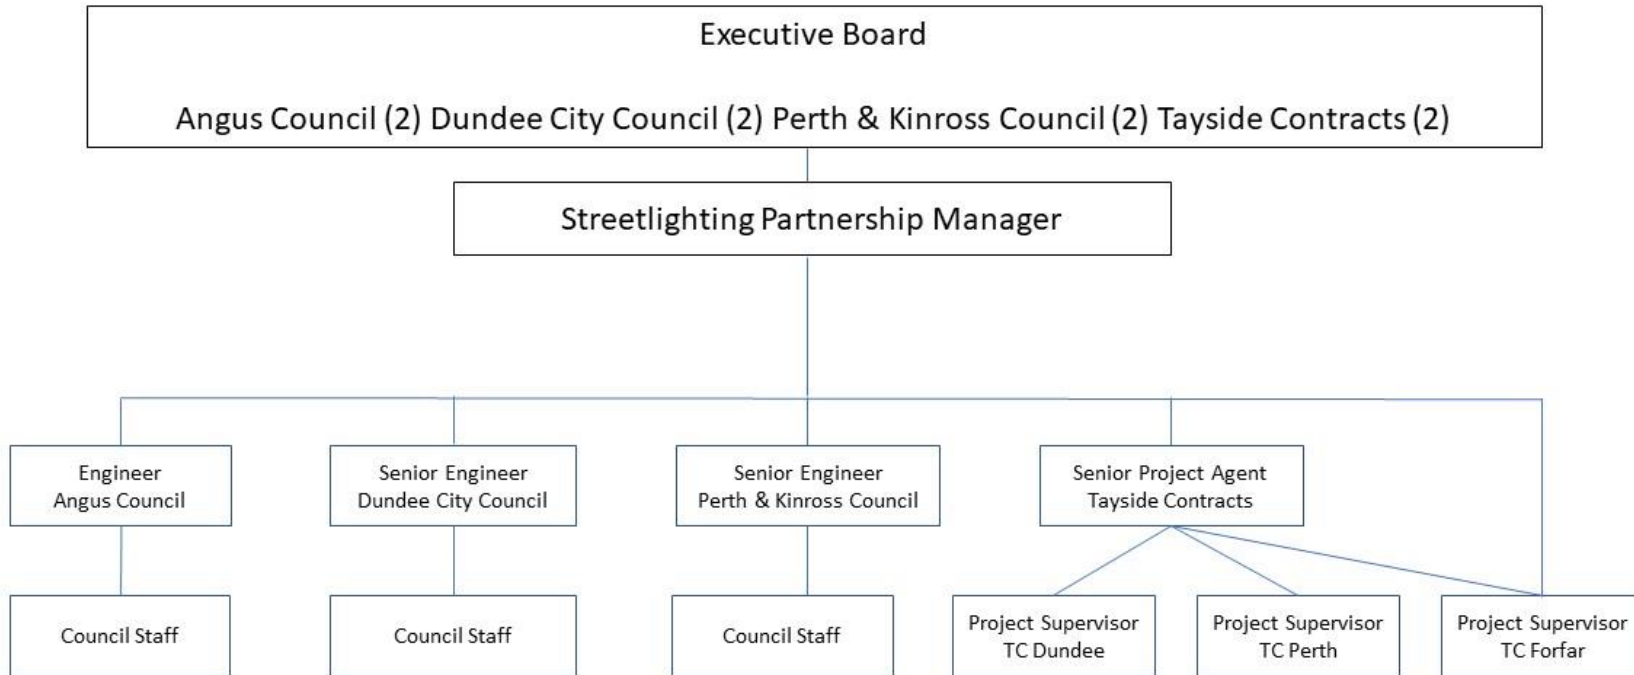 Executive Board
Angus Council (2) Dundee City Council (2) Perth & Kinross Council (2) Tayside Contracts (2)
Streetlighting Partnership Manager
Engineer
Angus Council
Senior Engineer
Dundee City Council
Senior Engineer
Perth & Kinross Council
Senior Project Agent
Tayside Contracts
Council Staff
Council Staff
Council Staff
Project Supervisor
TC Dundee
Project Supervisor
TC Perth
Project Supervisor
TC Forfar